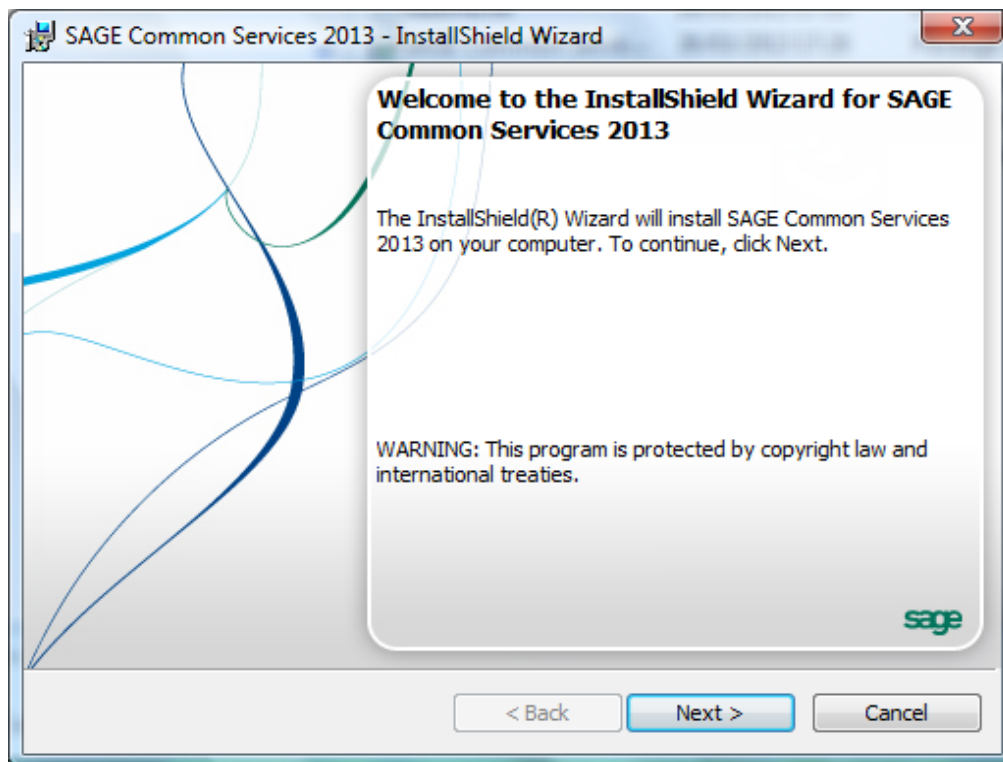 SAGE Common Services 2013 - InstallShield Wizard
Welcome to the InstallShield Wizard for SAGE
Common Services 2013
The InstallShield(R) Wizard will install SAGE Common Services
2013 on your computer. To continue, click Next.
WARNING: This program is protected by copyright law and
international treaties.
sage
< Back
Next >
Cancel